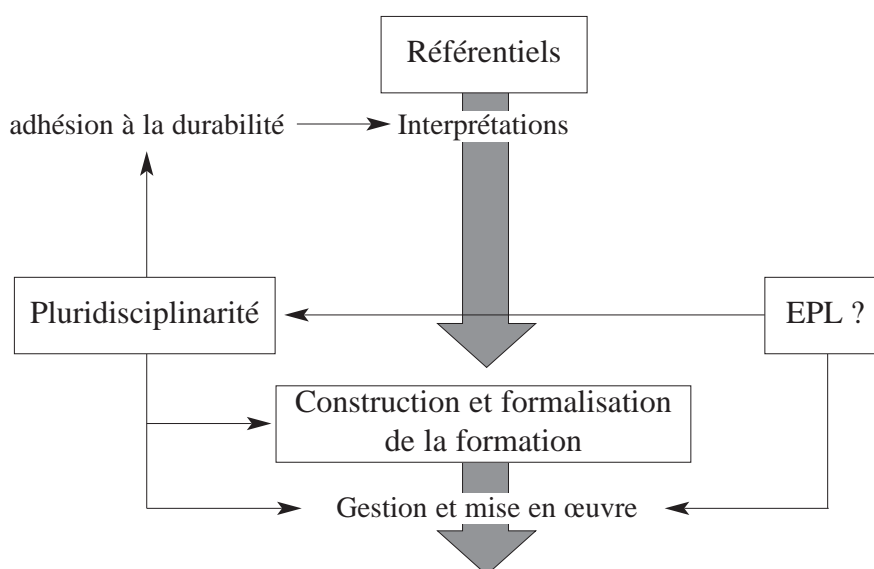 Référentiels
adhésion à la durabilité
Interprétations
Pluridisciplinarité
EPL ?
Construction et formalisation
de la formation
Gestion et mise en œuvre